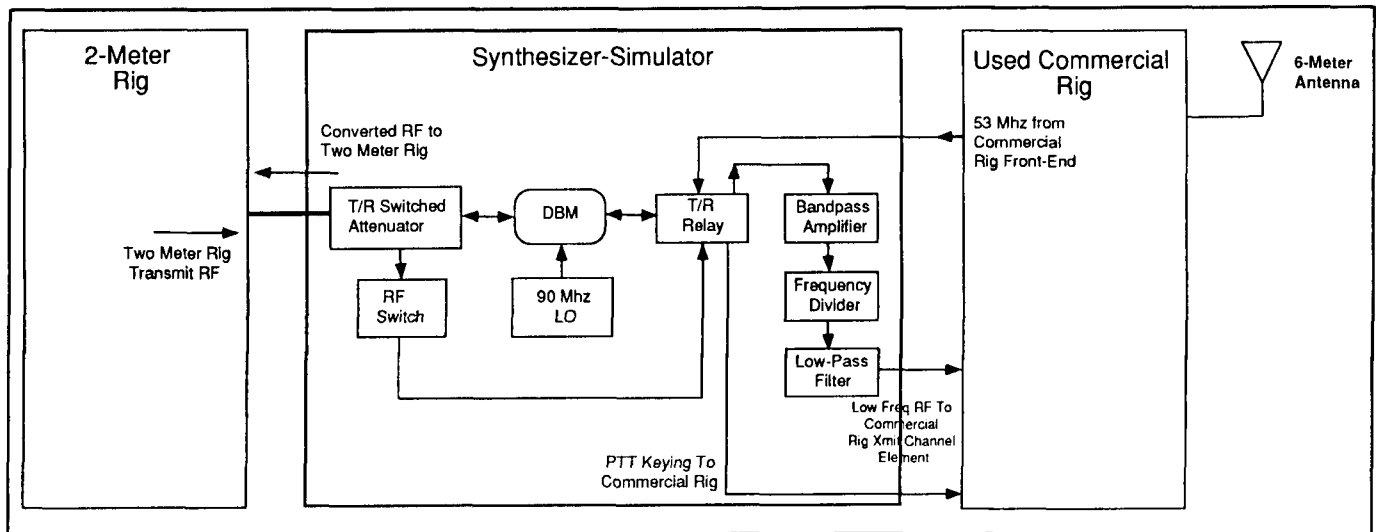 2-Meter
Rig
Synthesizer-Simulator
Used Commercial
Rig
6-Meter
Antenna
Converted RF to
Two Meter Rig
53 Mhz from
Commercial
Rig Front-End
T/R Switched
Attenuator
DBM
T/R
Relay
Bandpass
Amplifier
Two Meter Rig
Transmit RF
RF
Switch
90 Mhz
LO
Frequency
Divider
Low-Pass
Filter
Low Freq RF To
Commercial
Rig Xmit Channel
Element
PTT Keying To
Commercial Rig